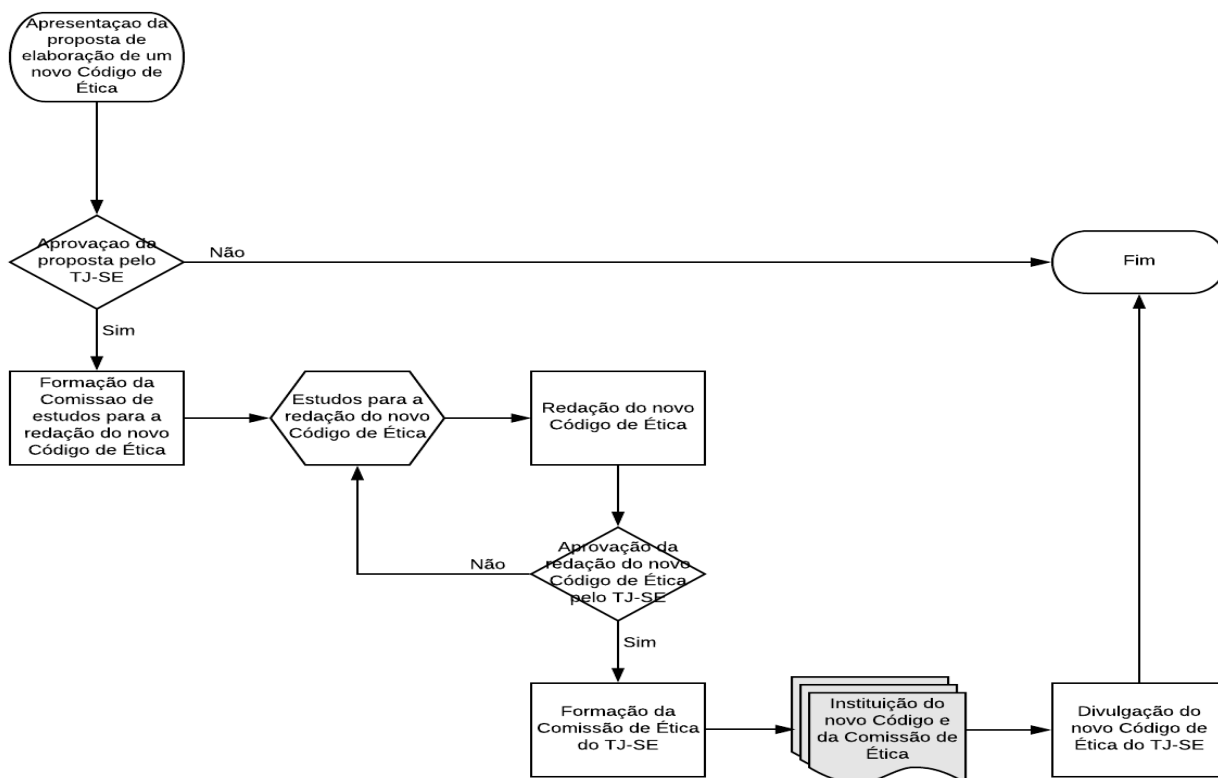 Apresentaçao da
proposta de
elaboração de um
novo Código de
Ética
Aprovaçao da
proposta pelo
TJ-SE
Não
Fim
Sim
Formação da
Comissao de
estudos para a
redação do novo
Código de Ética
Estudos para a
redação do novo
Código de Ética
Redação do novo
Código de Ética
Aprovação da
redação do novo
Código de Ética
pelo TJ-SE
Não
Sim
Formação da
Comissão de Ética
do TJ-SE
Instituição do
novo Código e
da Comissão de
Ética
Divulgação do
novo Código de
Ética do TJ-SE